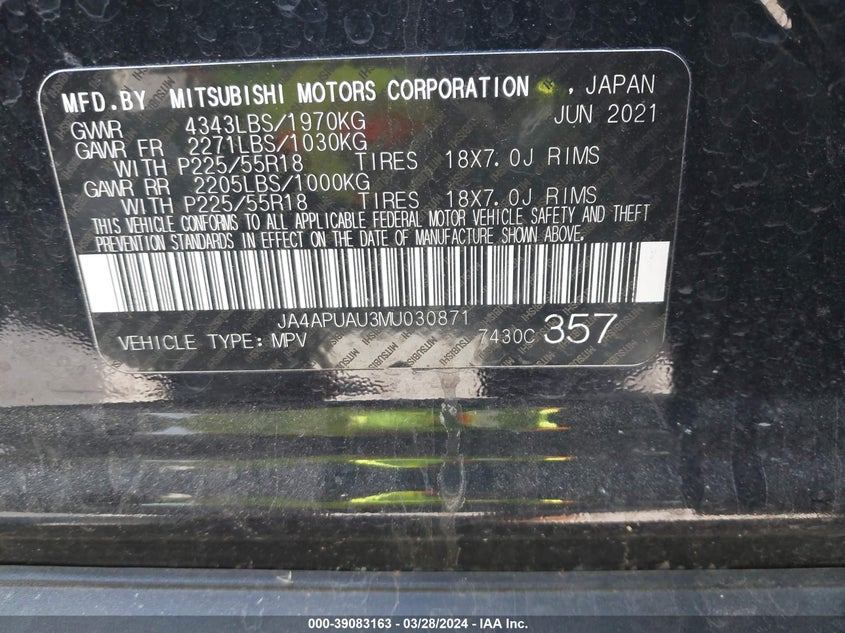 MFD.BY MITSUBISHI MOTORS CORPORATION , JAPAN
GWWR 4343LBS/1970KG JUN 2021
GAWR FR 2271LBS/1030KG
WITH P225/55R18 TIRES 18X7.0J RIMS
GAWR RR 2205LBS/1000KG
WITH P225/55R18 TIRES 18X7.0J RIMS
THIS VEHICLE CONFORMS TO ALL APPLICABLE FEDERAL MOTOR VEHICLE SAFETY AND THEFT
PREVENTION STANDARDS IN EFFECT ON THE DATE OF MANUFACTURE SHOWN ABOVE.
JA4APUAU3MU030871
VEHICLE TYPE: MPV 7430C 357
000-39083163 - 03/28/2024 - IAA Inc.